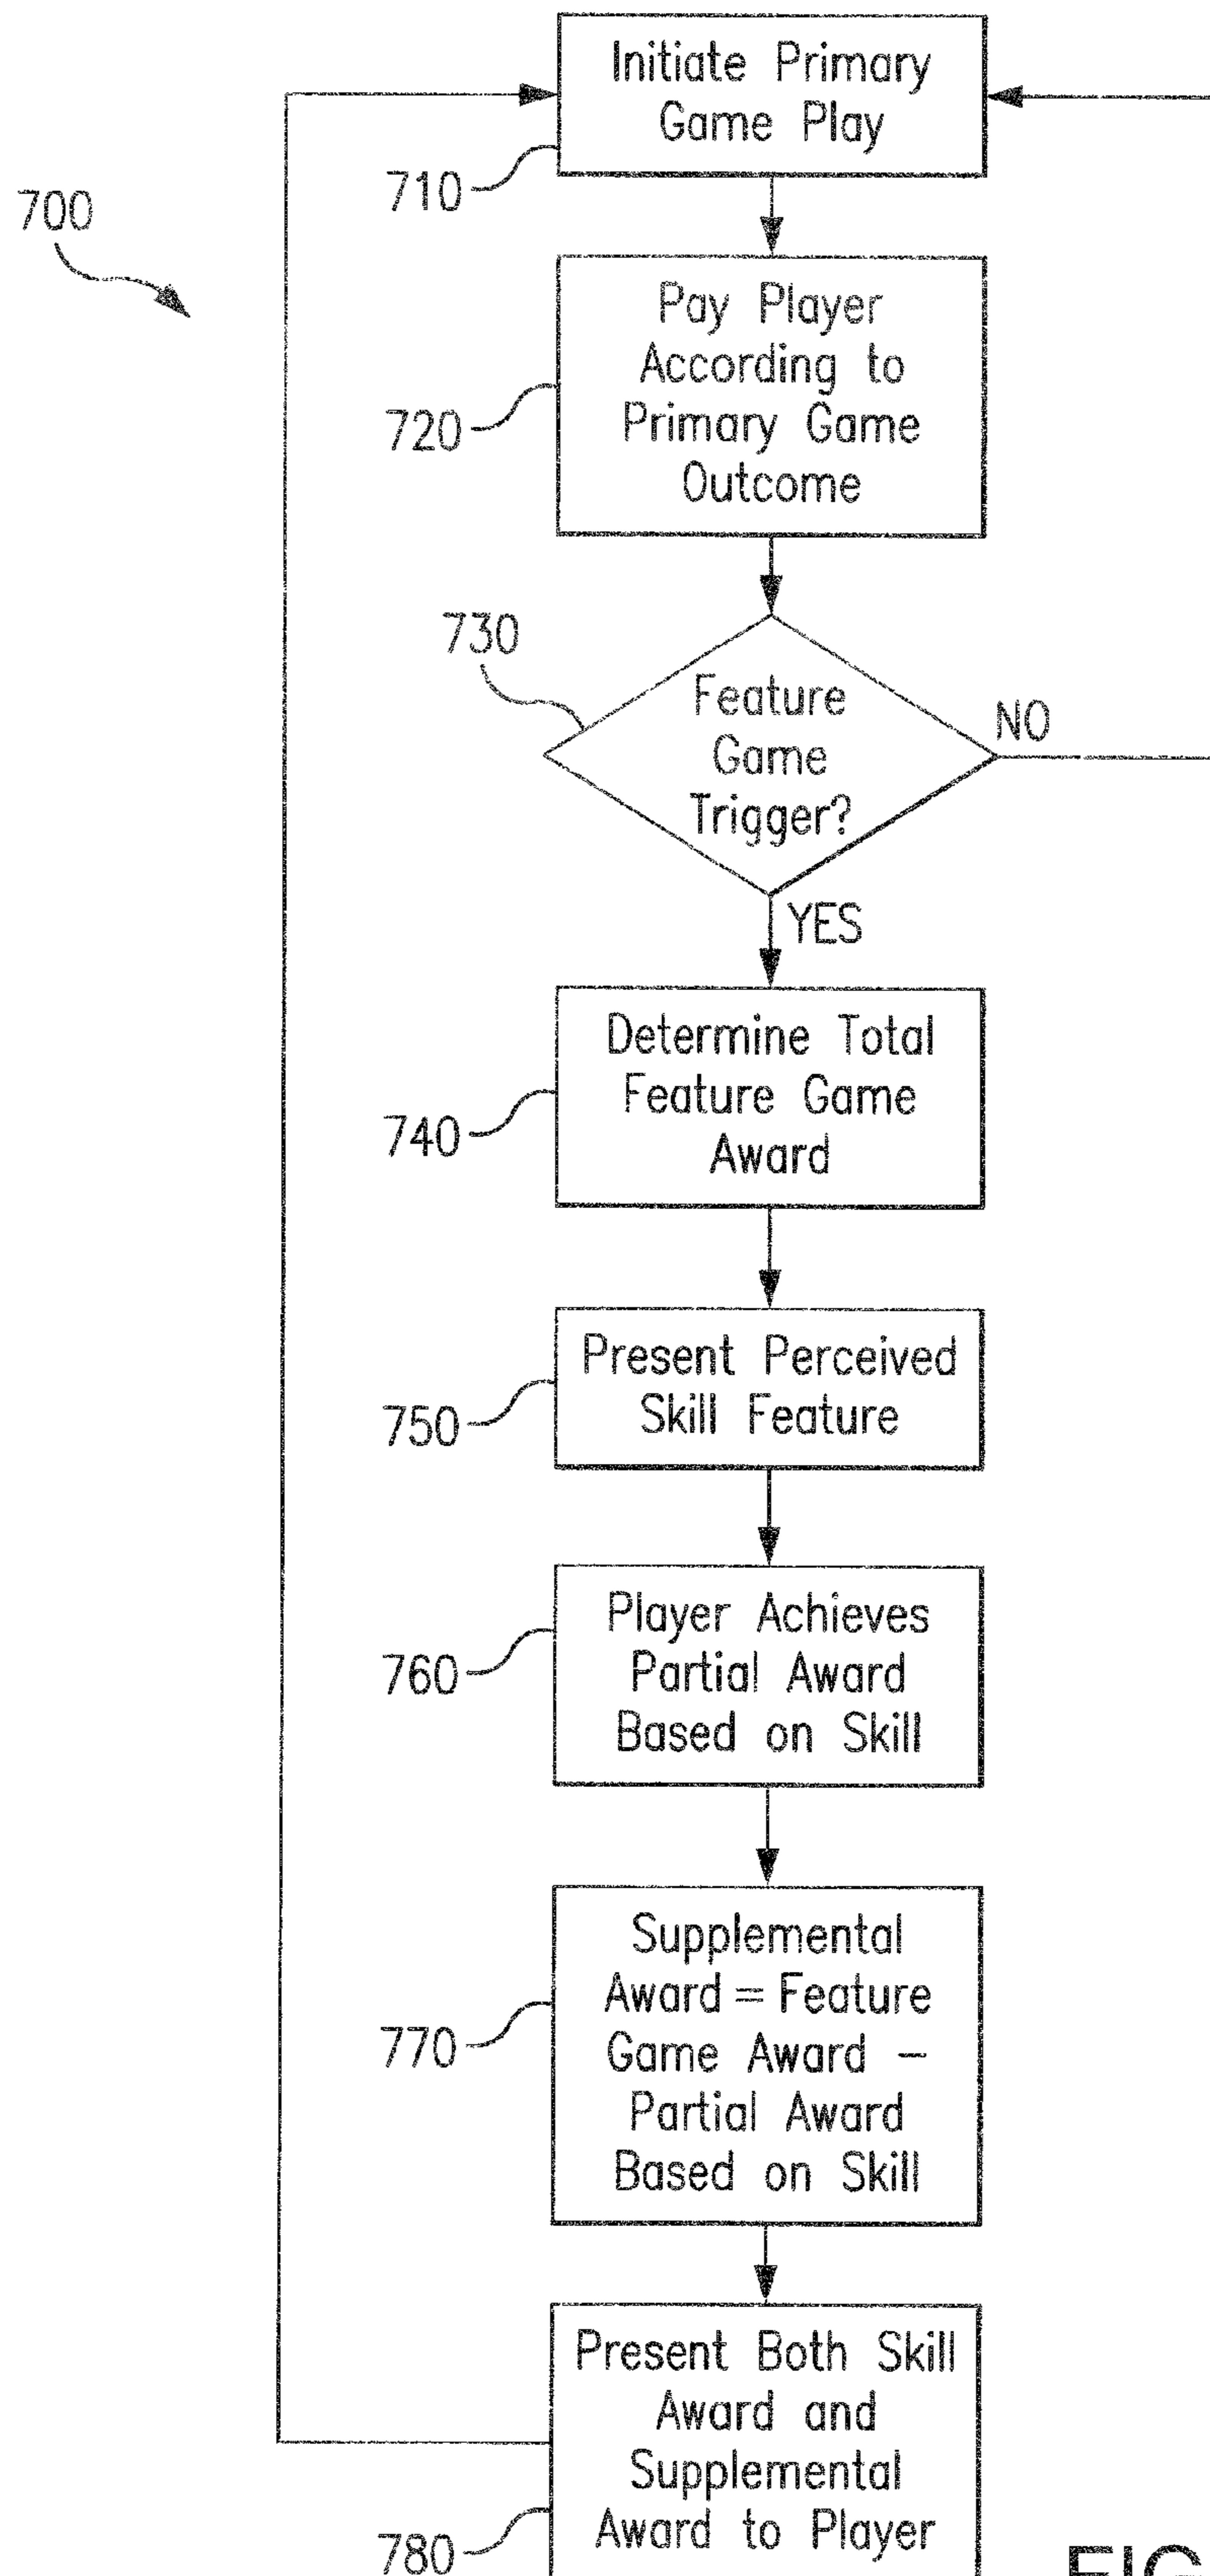 Initiate Primary
Game Play
710
700
Pay Player
According to
Primary Game
Outcome
720
730
Feature
Game
Trigger?
NO
YES
Determine Total
Feature Game
Award
740
Present Perceived
Skill Feature
750
Player Achieves
Partial Award
Based on Skill
760
Supplemental
Award = Feature
Game Award –
Partial Award
Based on Skill
770
Present Both Skill
Award and
Supplemental
Award to Player
780
FIG